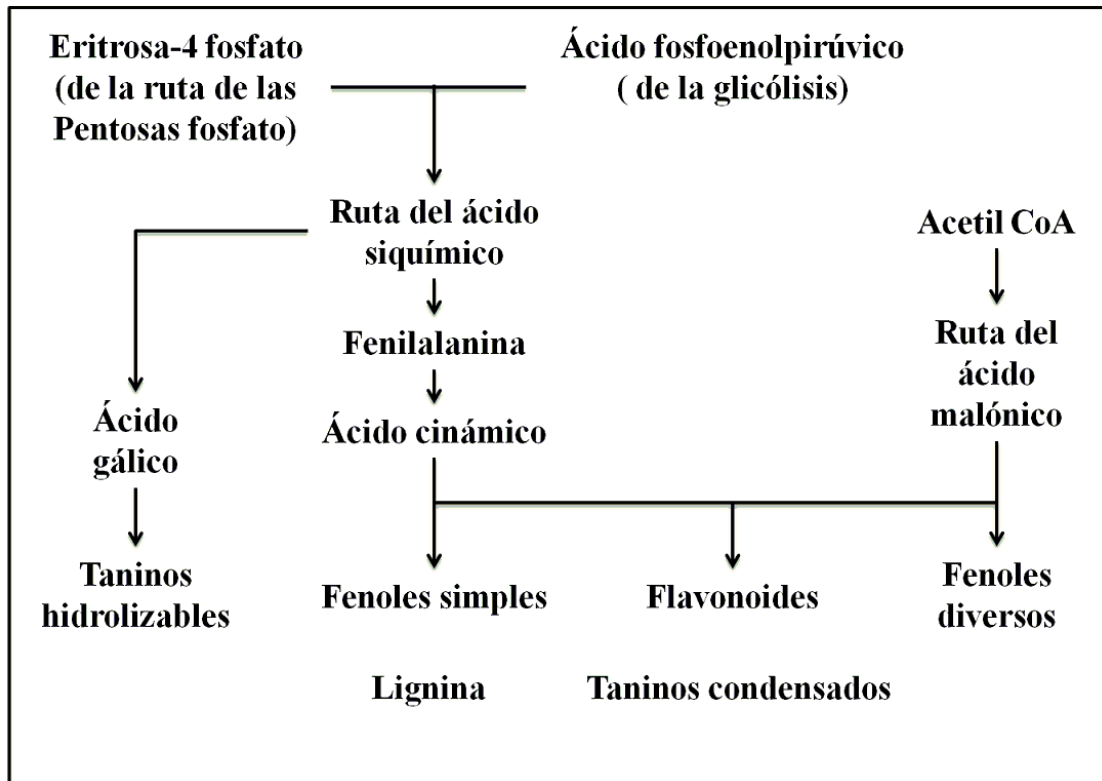 Eritrosa-4 fosfato
(de la ruta de las
Pentosas fosfato)
Ácido fosfoenolpirúvico
( de la glicólisis)
Ruta del ácido
siquímico
Acetil CoA
Fenilalanina
Ruta del
ácido
malónico
Ácido
gálico
Ácido cinámico
Taninos
hidrolizables
Fenoles simples
Flavonoides
Fenoles
diversos
Lignina
Taninos condensados